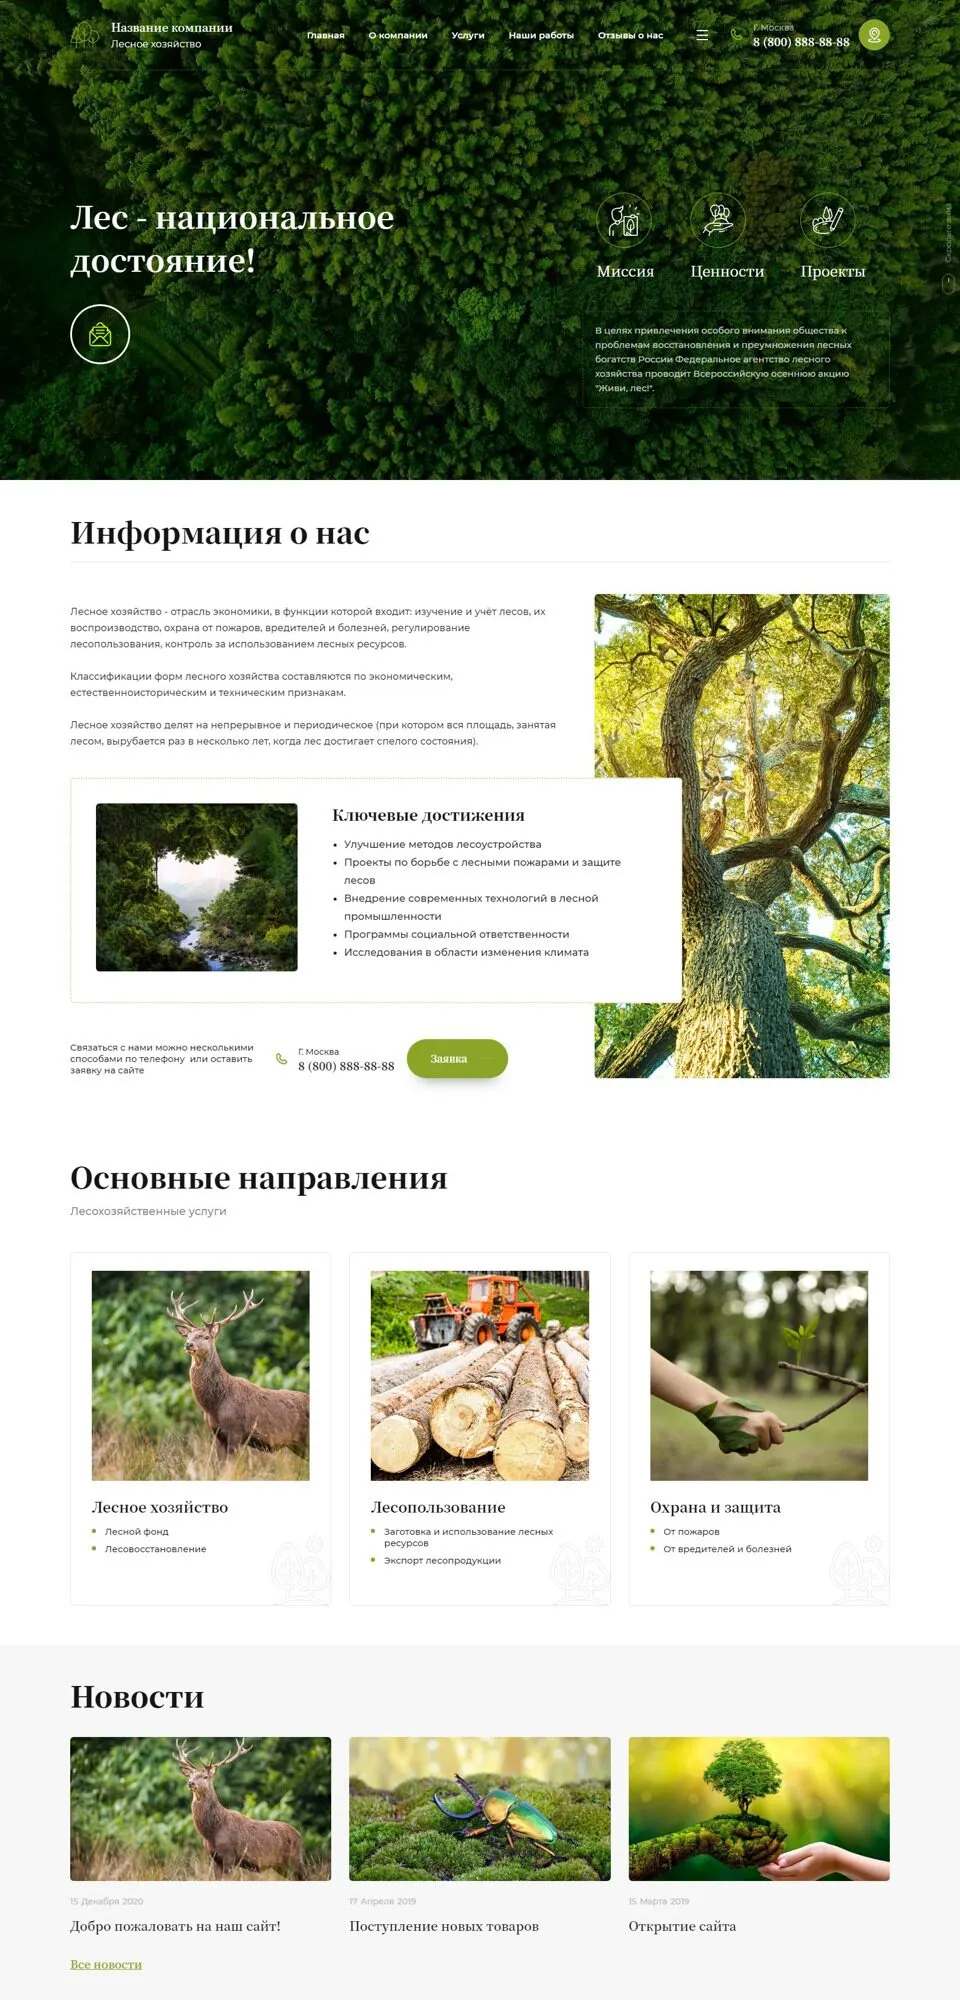 Название компании
Лесное хозяйство
Главная
О компании
Услуги
Наши работы
Отзывы о нас
Г. Москва
8 (800) 888-88-88
Лес - национальное
достояние!
Миссия
Ценности
Проекты
В целях привлечения особого внимания общества к
проблемам восстановления и преумножения лесных
богатств России Федеральное агентство лесного
хозяйства проводит Всероссийскую осеннюю акцию
"Живи, лес!".
Информация о нас
Лесное хозяйство - отрасль экономики, в функции которой входит: изучение и учёт лесов, их
воспроизводство, охрана от пожаров, вредителей и болезней, регулирование
лесопользования, контроль за использованием лесных ресурсов.
Классификации форм лесного хозяйства составляются по экономическим,
естественноисторическим и техническим признакам.
Лесное хозяйство делят на непрерывное и периодическое (при котором вся площадь, занятая
лесом, вырубается раз в несколько лет, когда лес достигает спелого состояния).
Ключевые достижения
• Улучшение методов лесоустройства
• Проекты по борьбе с лесными пожарами и защите
лесов
• Внедрение современных технологий в лесной
промышленности
• Программы социальной ответственности
• Исследования в области изменения климата
Связаться с нами можно несколькими
способами по телефону или оставить
заявку на сайте
Г. Москва
8 (800) 888-88-88
Заявка
Основные направления
Лесохозяйственные услуги
Лесное хозяйство
• Лесной фонд
• Лесовосстановление
Лесопользование
• Заготовка и использование лесных
ресурсов
• Экспорт лесопродукции
Охрана и защита
• От пожаров
• От вредителей и болезней
Новости
15 Декабря 2020
Добро пожаловать на наш сайт!
17 Апреля 2019
Поступление новых товаров
15 Марта 2019
Открытие сайта
Все новости